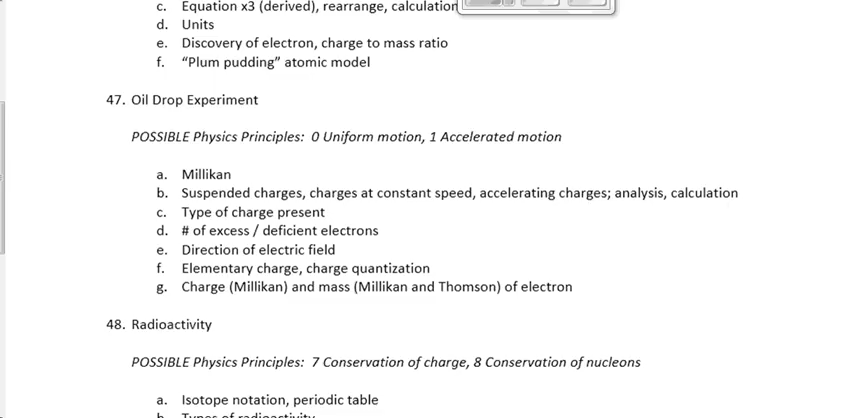 c. Equation x3 (derived), rearrange, calculation
d. Units
e. Discovery of electron, charge to mass ratio
f. “Plum pudding” atomic model
47. Oil Drop Experiment
POSSIBLE Physics Principles: 0 Uniform motion, 1 Accelerated motion
a. Millikan
b. Suspended charges, charges at constant speed, accelerating charges; analysis, calculation
c. Type of charge present
d. # of excess / deficient electrons
e. Direction of electric field
f. Elementary charge, charge quantization
g. Charge (Millikan) and mass (Millikan and Thomson) of electron
48. Radioactivity
POSSIBLE Physics Principles: 7 Conservation of charge, 8 Conservation of nucleons
a. Isotope notation, periodic table
b. Types of radioactivity